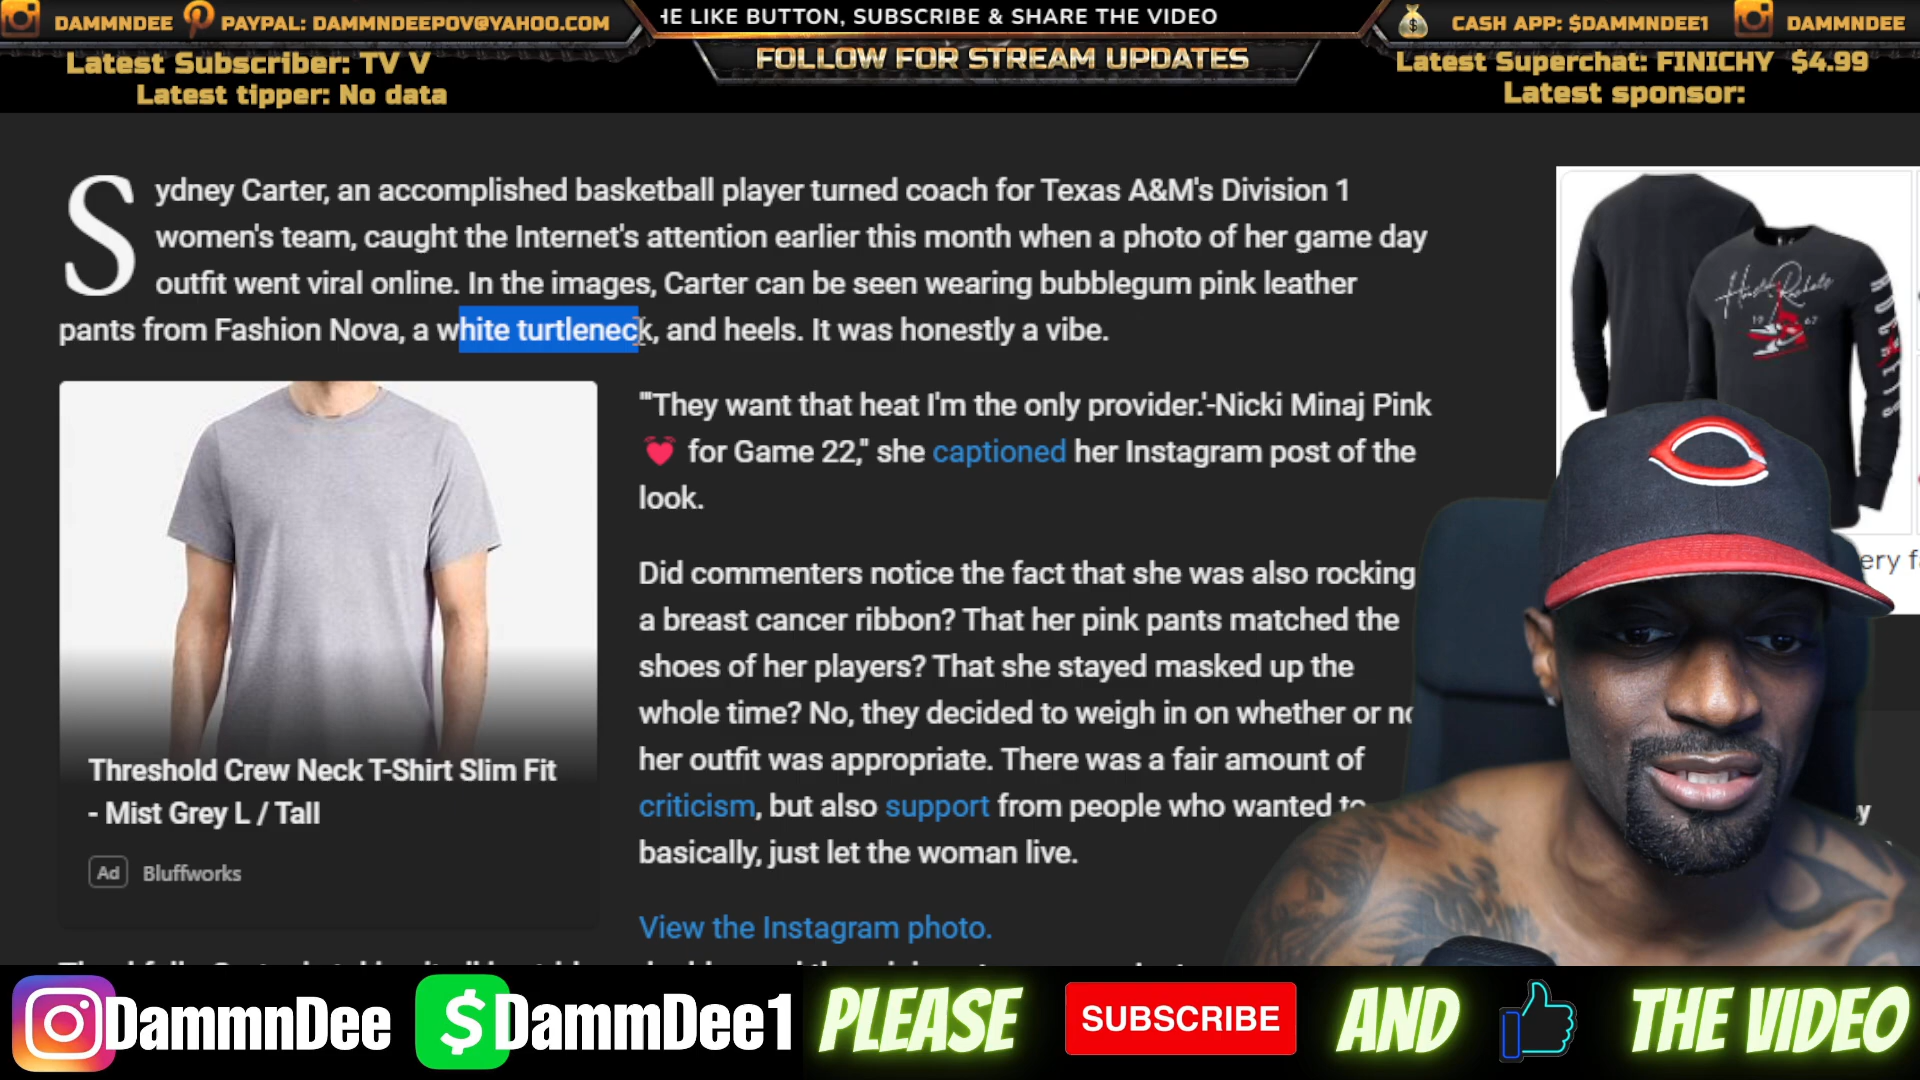 DAMMNDEE
PAYPAL: DAMMNDEEPOV@YAHOO.COM
LIKE BUTTON, SUBSCRIBE & SHARE THE VIDEO
CASH APP: $DAMMNDEE1
DAMMNDEE
FOLLOW FOR STREAM UPDATES
Latest Subscriber: TV V
Latest tipper: No data
Latest Superchat: FINICHY $4.99
Latest sponsor:
Sydney Carter, an accomplished basketball player turned coach for Texas A&M's Division 1
women's team, caught the Internet's attention earlier this month when a photo of her game day
outfit went viral online. In the images, Carter can be seen wearing bubblegum pink leather
pants from Fashion Nova, a white turtleneck, and heels. It was honestly a vibe.
"'They want that heat I'm the only provider.'-Nicki Minaj Pink
💓 for Game 22," she captioned her Instagram post of the
look.
Did commenters notice the fact that she was also rocking
a breast cancer ribbon? That her pink pants matched the
shoes of her players? That she stayed masked up the
whole time? No, they decided to weigh in on whether or no
her outfit was appropriate. There was a fair amount of
criticism, but also support from people who wanted to
basically, just let the woman live.
View the Instagram photo.
Threshold Crew Neck T-Shirt Slim Fit
- Mist Grey L / Tall
Ad Bluffworks
DammnDee
$ DammDee1
PLEASE
SUBSCRIBE
AND
THE VIDEO